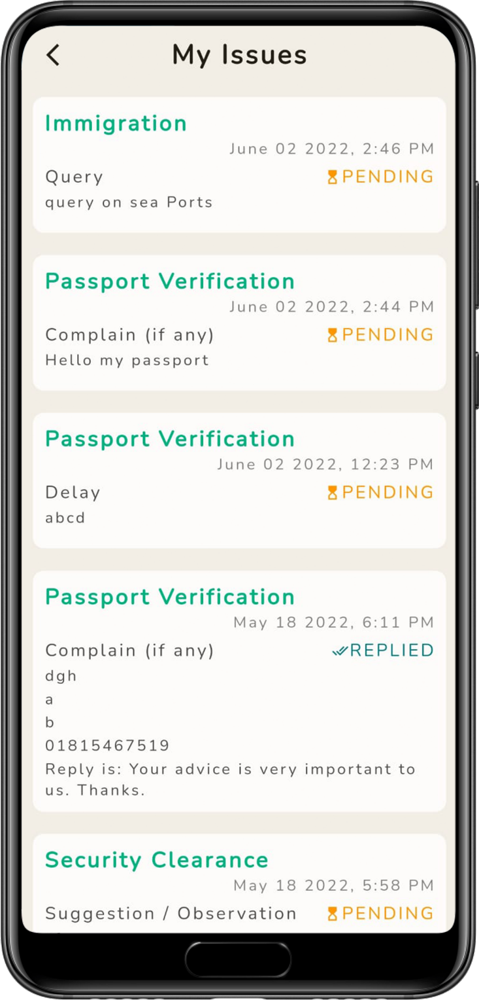 My Issues
Immigration
June 02 2022, 2:46 PM
Query
PENDING
query on sea Ports
Passport Verification
June 02 2022, 2:44 PM
Complain (if any)
PENDING
Hello my passport
Passport Verification
June 02 2022, 12:23 PM
Delay
PENDING
abcd
Passport Verification
May 18 2022, 6:11 PM
Complain (if any)
REPLIED
dgh
a
b
01815467519
Reply is: Your advice is very important to
us. Thanks.
Security Clearance
May 18 2022, 5:58 PM
Suggestion / Observation
PENDING